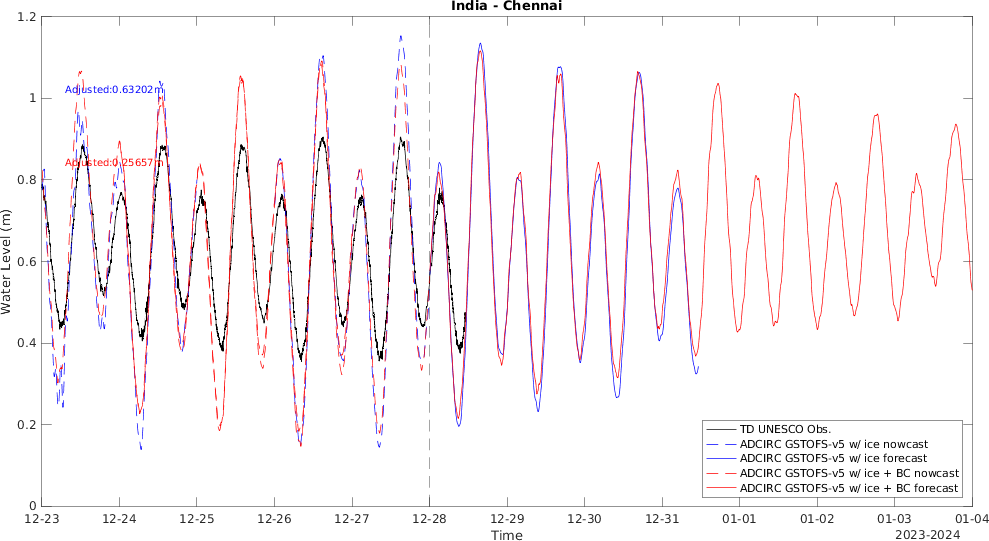 India - Chennai
Water Level (m)
1.2
1
0.8
0.6
0.4
0.2
0
Adjusted:0.63202m
Adjusted:0.25657m
TD UNESCO Obs.
ADCIRC GSTOFS-v5 w/ ice nowcast
ADCIRC GSTOFS-v5 w/ ice forecast
ADCIRC GSTOFS-v5 w/ ice + BC nowcast
ADCIRC GSTOFS-v5 w/ ice + BC forecast
12-23 12-24 12-25 12-26 12-27 12-28 12-29 12-30 12-31 01-01 01-02 01-03 01-04
Time
2023-2024